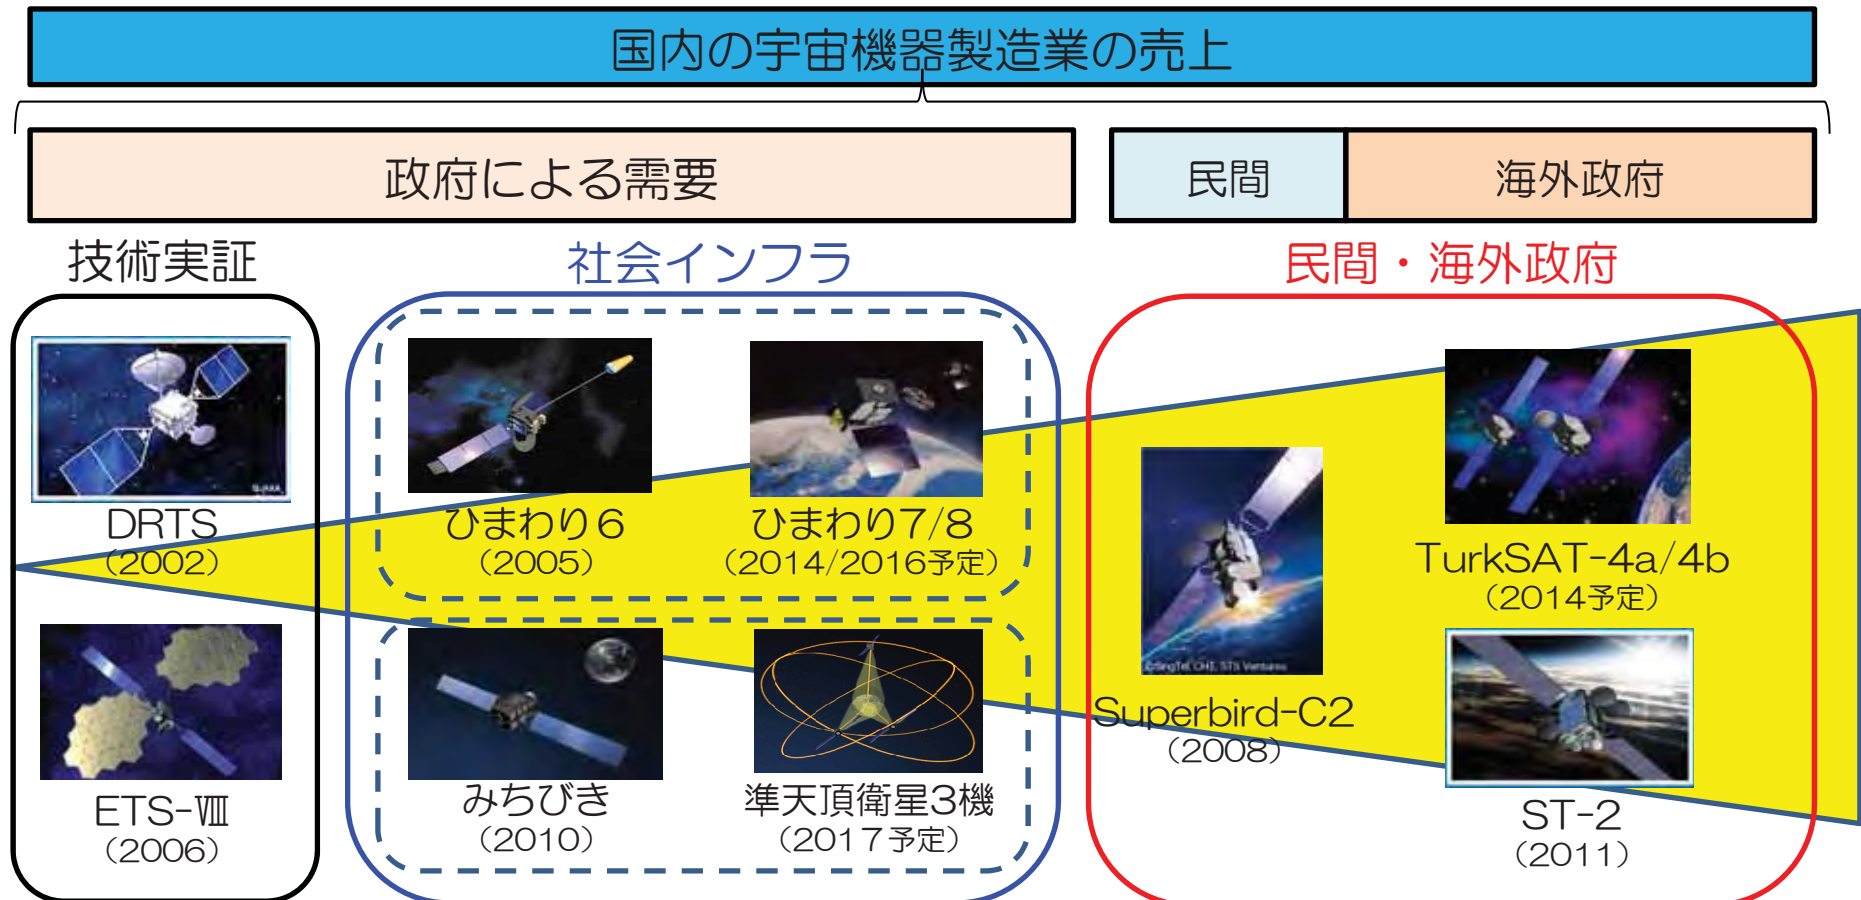 国内の宇宙機器製造業の売上
政府による需要
民間
海外政府
技術実証
社会インフラ
民間・海外政府
DRTS
(2002)
ETS-Ⅷ
(2006)
ひまわり6
(2005)
ひまわり7/8
(2014/2016予定)
みちびき
(2010)
準天頂衛星3機
(2017予定)
©SingTel, CHT, STS Ventures
Superbird-C2
(2008)
TurkSAT-4a/4b
(2014予定)
ST-2
(2011)